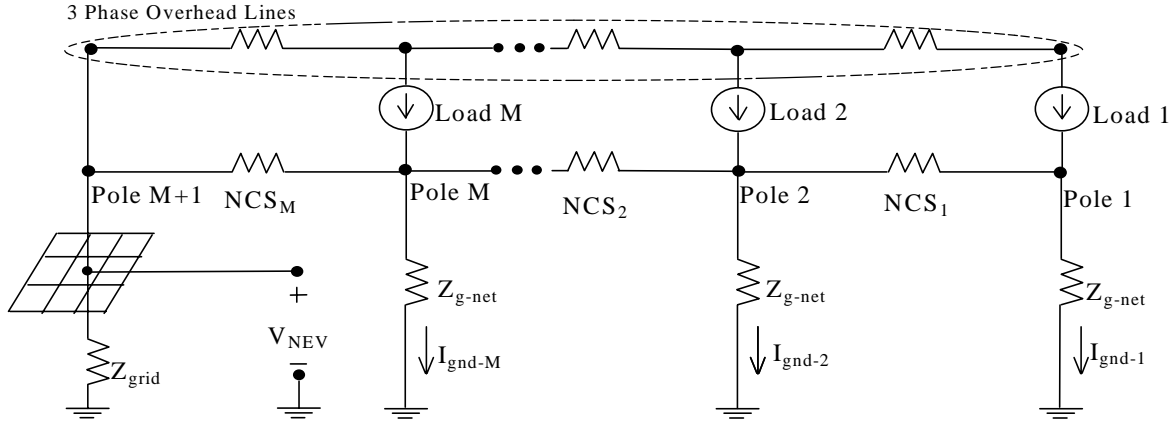 3 Phase Overhead Lines
Load M
Load 2
Load 1
Pole M+1
NCS_M
Pole M
NCS_2
Pole 2
NCS_1
Pole 1
Z_g-net
Z_g-net
Z_g-net
+
V_NEV
–
Z_grid
I_gnd-M
I_gnd-2
I_gnd-1